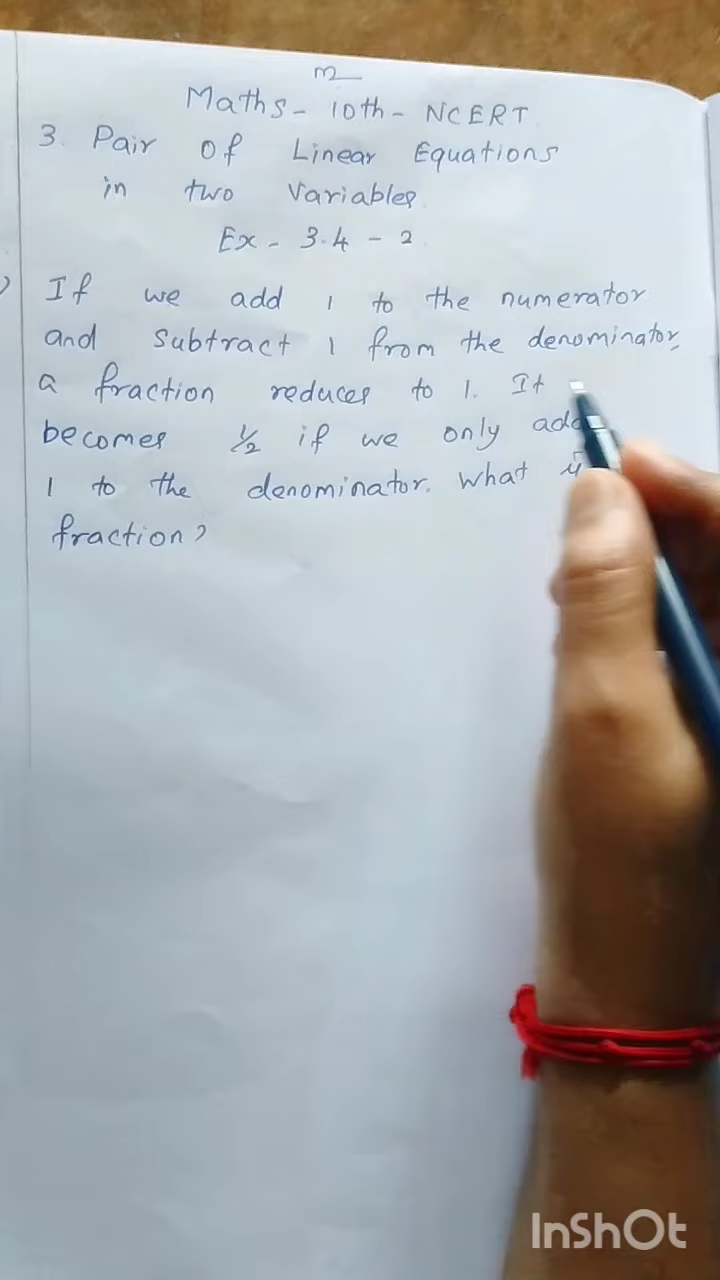 m
Maths - 10th - NCERT
3. Pair of Linear Equations
in two Variables
Ex - 3.4 - 2
) If we add 1 to the numerator
and Subtract 1 from the denominator,
a fraction reduces to 1. It
becomes 1/2 if we only add
1 to the denominator. What
fraction?
InShOt